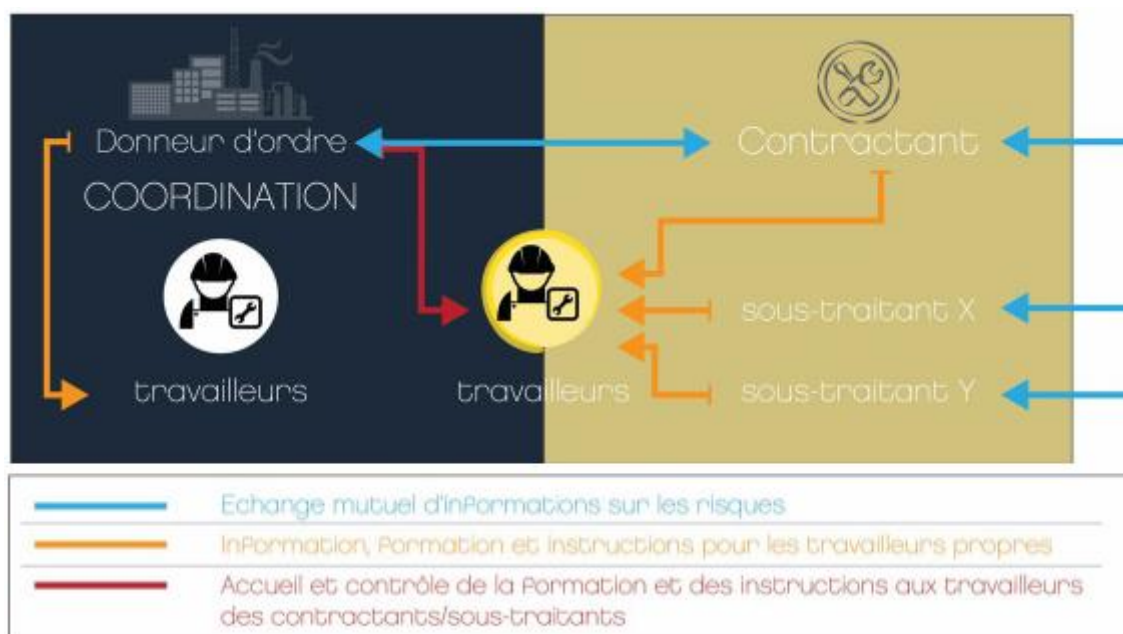 Donneur d'ordre
Contractant
COORDINATION
sous-traitant X
travailleurs
travailleurs
sous-traitant Y
Echange mutuel d'informations sur les risques
Information, formation et instructions pour les travailleurs propres
Accueil et contrôle de la formation et des instructions aux travailleurs
des contractants/sous-traitants